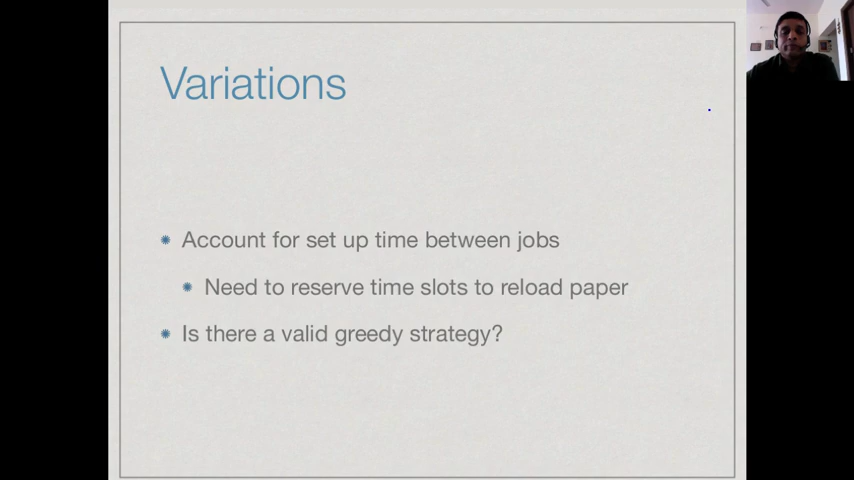 Variations
Account for set up time between jobs
Need to reserve time slots to reload paper
Is there a valid greedy strategy?